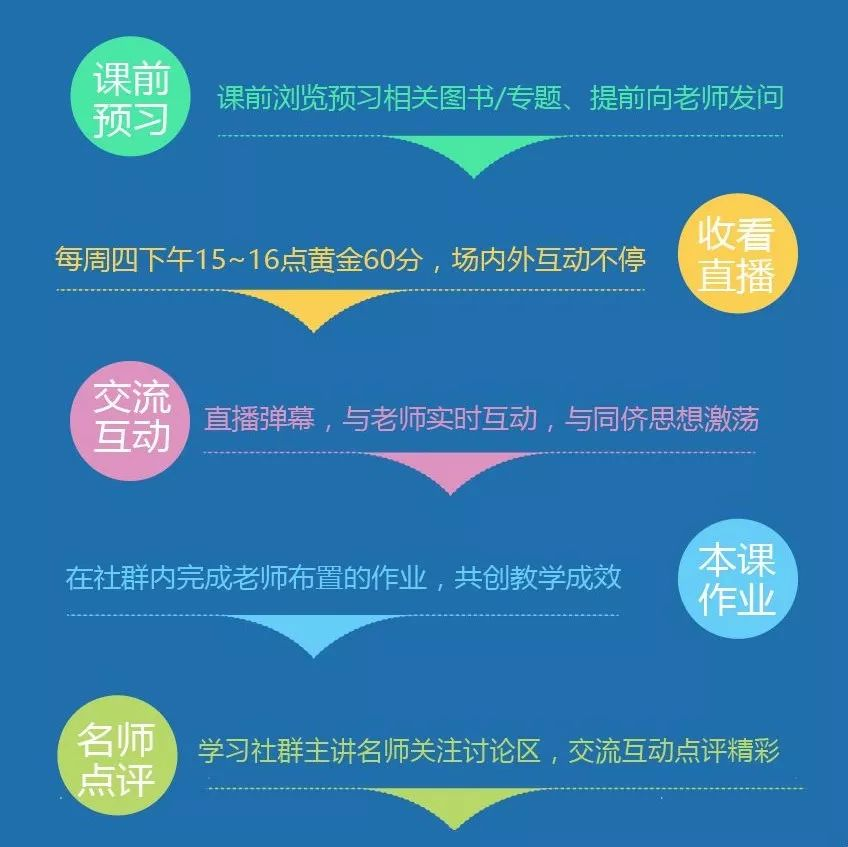 课前
预习
课前浏览预习相关图书/专题、提前向老师发问
每周四下午15~16点黄金60分，场内外互动不停
收看
直播
交流
互动
直播弹幕，与老师实时互动，与同侪思想激荡
在社群内完成老师布置的作业，共创教学成效
本课
作业
名师
点评
学习社群主讲名师关注讨论区，交流互动点评精彩